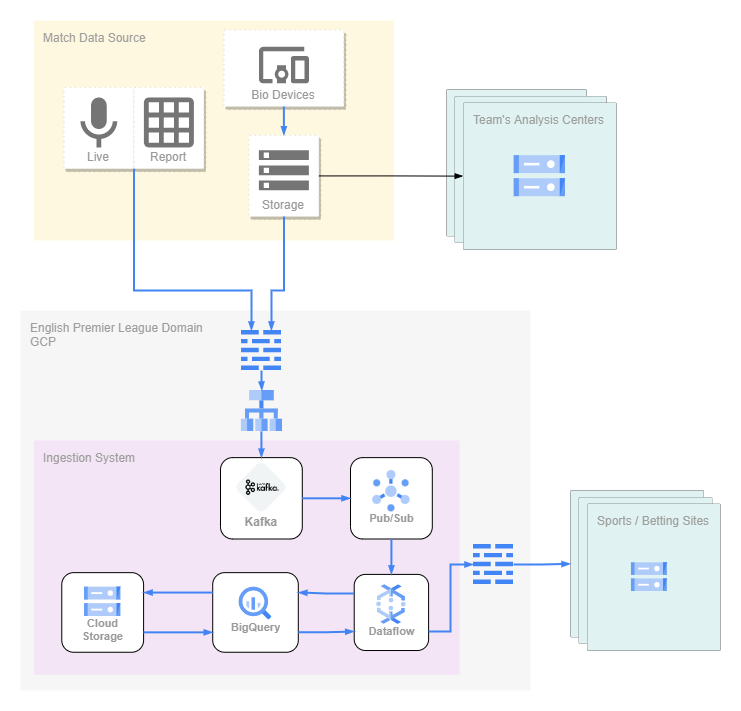 Match Data Source
Bio Devices
Live
Report
Storage
Team's Analysis Centers
English Premier League Domain
GCP
Ingestion System
kafka.
Kafka
Pub/Sub
Sports / Betting Sites
Cloud
Storage
BigQuery
Dataflow